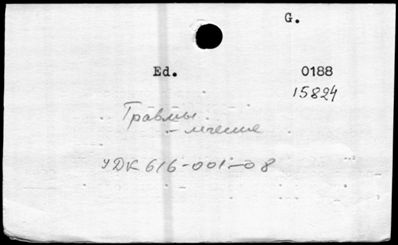 G.
Ed. 0188
15824
Травмы
- лечение
УДК 616-001-08